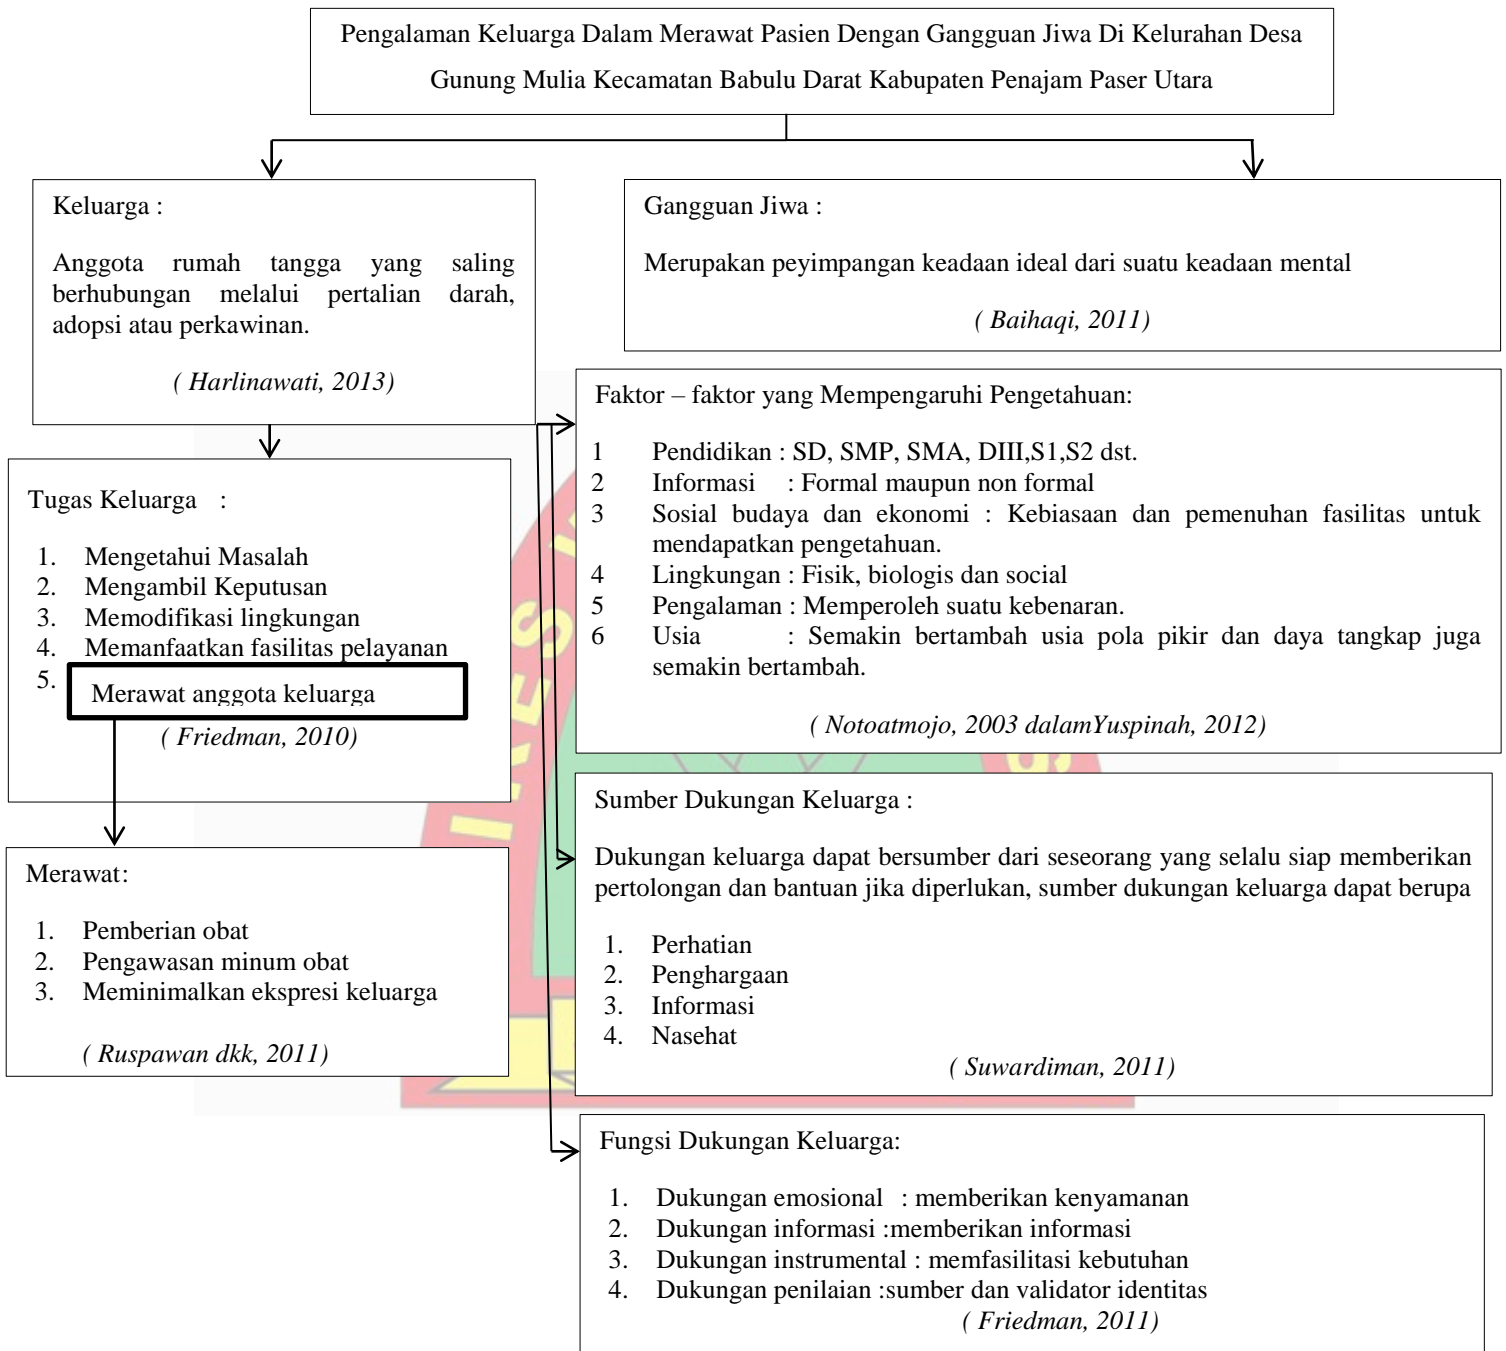 Pengalaman Keluarga Dalam Merawat Pasien Dengan Gangguan Jiwa Di Kelurahan Desa
Gunung Mulia Kecamatan Babulu Darat Kabupaten Penajam Paser Utara
Keluarga :
Anggota rumah tangga yang saling
berhubungan melalui pertalian darah,
adopsi atau perkawinan.
( Harlinawati, 2013)
Gangguan Jiwa :
Merupakan peyimpangan keadaan ideal dari suatu keadaan mental
( Baihaqi, 2011)
Tugas Keluarga :
1. Mengetahui Masalah
2. Mengambil Keputusan
3. Memodifikasi lingkungan
4. Memanfaatkan fasilitas pelayanan
5. Merawat anggota keluarga
( Friedman, 2010)
Merawat:
1. Pemberian obat
2. Pengawasan minum obat
3. Meminimalkan ekspresi keluarga
( Ruspawan dkk, 2011)
Faktor – faktor yang Mempengaruhi Pengetahuan:
1 Pendidikan : SD, SMP, SMA, DIII,S1,S2 dst.
2 Informasi : Formal maupun non formal
3 Sosial budaya dan ekonomi : Kebiasaan dan pemenuhan fasilitas untuk
mendapatkan pengetahuan.
4 Lingkungan : Fisik, biologis dan social
5 Pengalaman : Memperoleh suatu kebenaran.
6 Usia : Semakin bertambah usia pola pikir dan daya tangkap juga
semakin bertambah.
( Notoatmojo, 2003 dalamYuspinah, 2012)
Sumber Dukungan Keluarga :
Dukungan keluarga dapat bersumber dari seseorang yang selalu siap memberikan
pertolongan dan bantuan jika diperlukan, sumber dukungan keluarga dapat berupa
1. Perhatian
2. Penghargaan
3. Informasi
4. Nasehat
( Suwardiman, 2011)
Fungsi Dukungan Keluarga:
1. Dukungan emosional : memberikan kenyamanan
2. Dukungan informasi :memberikan informasi
3. Dukungan instrumental : memfasilitasi kebutuhan
4. Dukungan penilaian :sumber dan validator identitas
( Friedman, 2011)